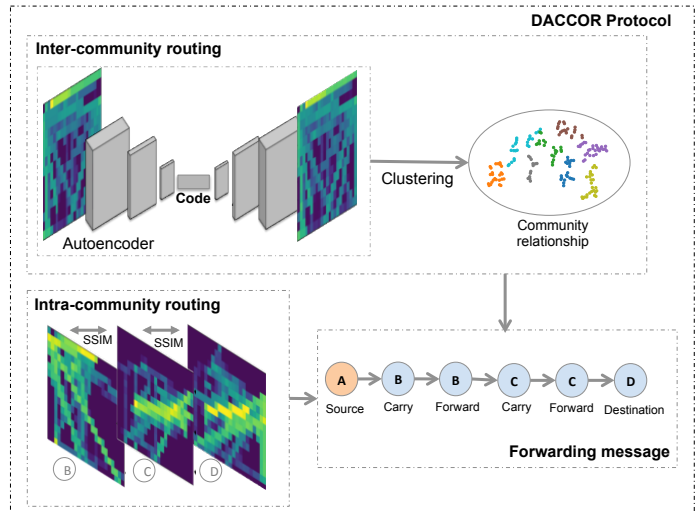 DACCOR Protocol
Inter-community routing
Code
Autoencoder
Clustering
Community
relationship
Intra-community routing
SSIM
SSIM
B
C
D
A
B
B
C
C
D
Source
Carry
Forward
Carry
Forward
Destination
Forwarding message